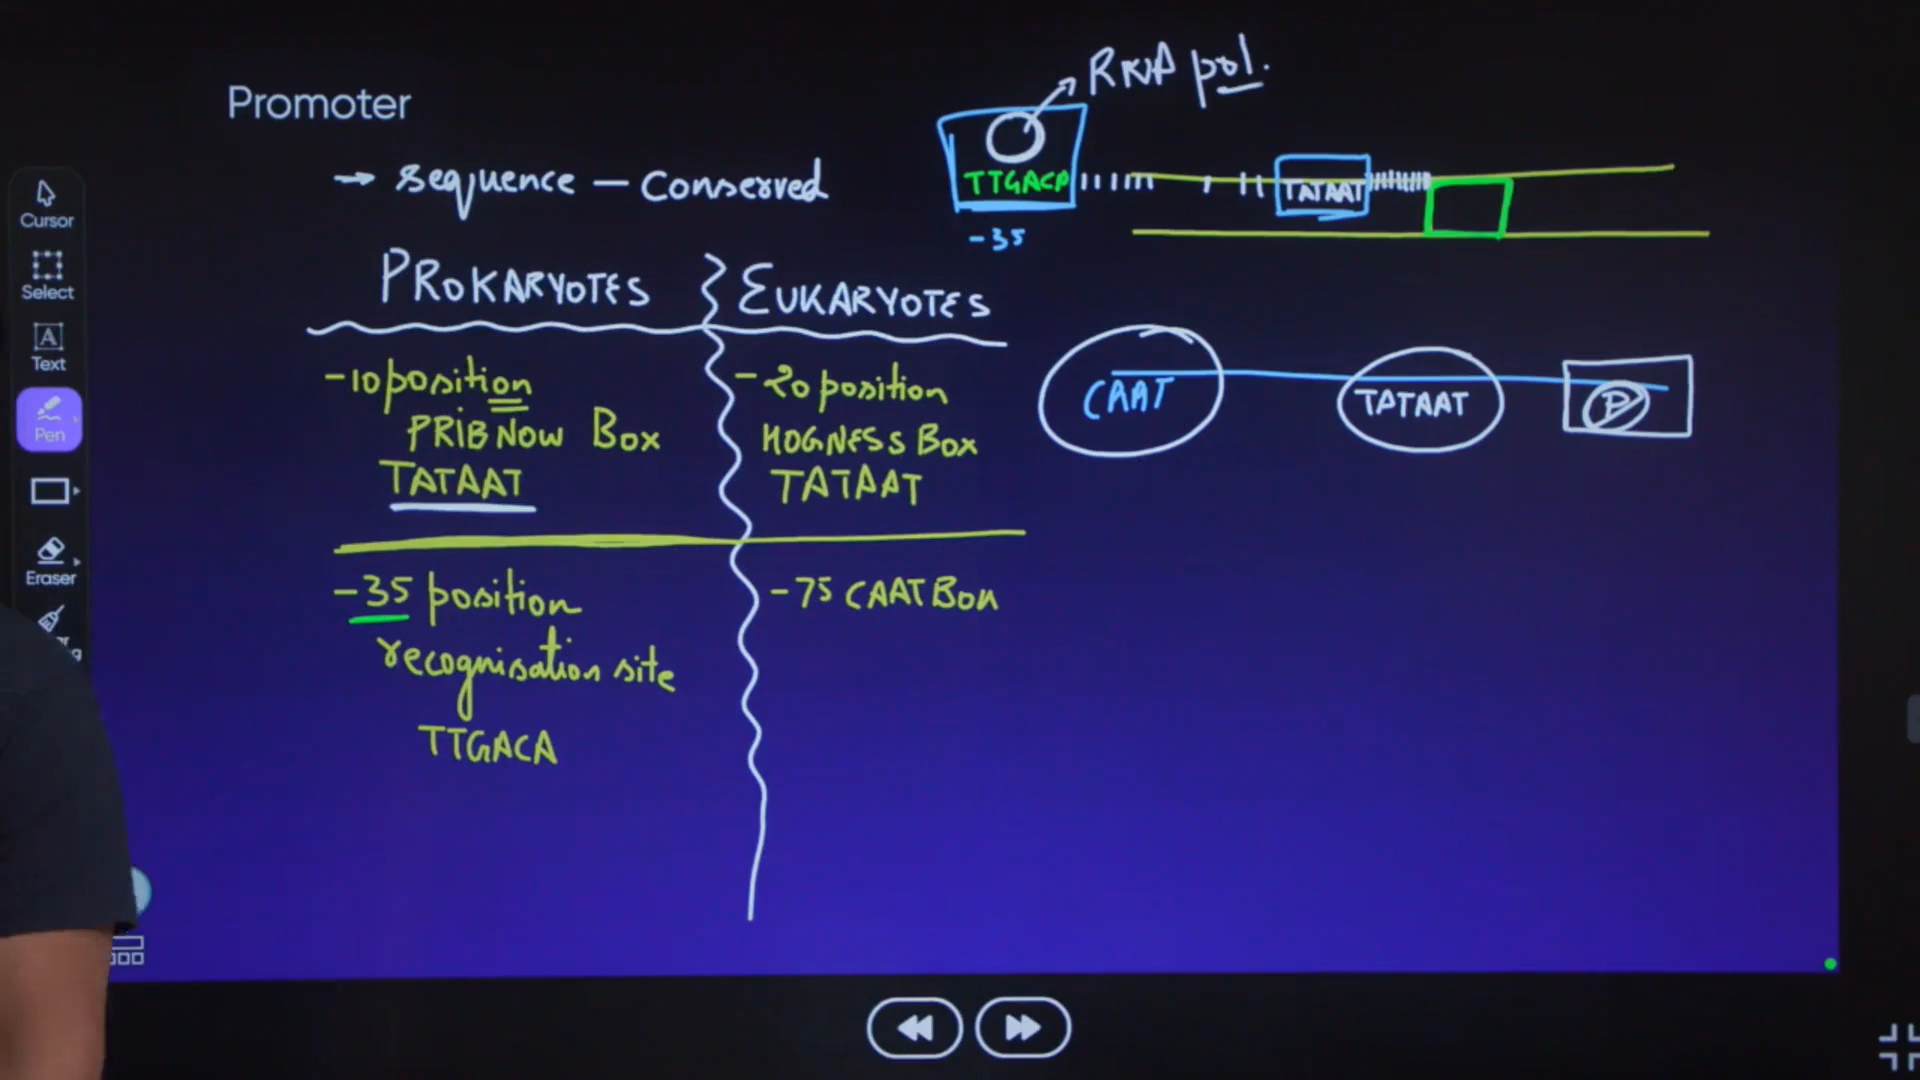 Promoter
→ RNA pol.
→ sequence – conserved
TTGACA
TATAAT
-35
PROKARYOTES
EUKARYOTES
-10 position
PRIBNOW BOX
TATAAT
-20 position
HOGNESS BOX
TATAAT
CAAT
TATAAT
P
-35 position
recognisation site
TTGACA
-75 CAAT Box
Cursor
Select
Text
Pen
Eraser